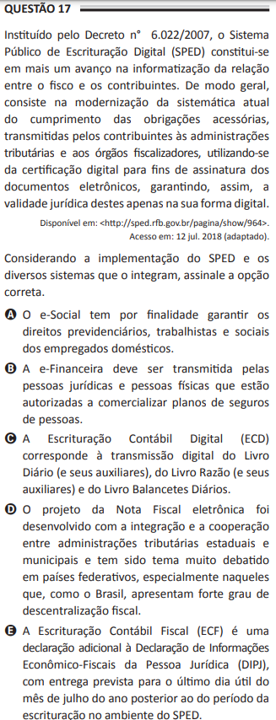 QUESTÃO 17
Instituído pelo Decreto n° 6.022/2007, o Sistema
Público de Escrituração Digital (SPED) constitui-se
em mais um avanço na informatização da relação
entre o fisco e os contribuintes. De modo geral,
consiste na modernização da sistemática atual
do cumprimento das obrigações acessórias,
transmitidas pelos contribuintes às administrações
tributárias e aos órgãos fiscalizadores, utilizando-se
da certificação digital para fins de assinatura dos
documentos eletrônicos, garantindo, assim, a
validade jurídica destes apenas na sua forma digital.
Disponível em: <http://sped.rfb.gov.br/pagina/show/964>.
Acesso em: 12 jul. 2018 (adaptado).
Considerando a implementação do SPED e os
diversos sistemas que o integram, assinale a opção
correta.
A O e-Social tem por finalidade garantir os
direitos previdenciários, trabalhistas e sociais
dos empregados domésticos.
B A e-Financeira deve ser transmitida pelas
pessoas jurídicas e pessoas físicas que estão
autorizadas a comercializar planos de seguros
de pessoas.
C A Escrituração Contábil Digital (ECD)
corresponde à transmissão digital do Livro
Diário (e seus auxiliares), do Livro Razão (e seus
auxiliares) e do Livro Balancetes Diários.
D O projeto da Nota Fiscal eletrônica foi
desenvolvido com a integração e a cooperação
entre administrações tributárias estaduais e
municipais e tem sido tema muito debatido
em países federativos, especialmente naqueles
que, como o Brasil, apresentam forte grau de
descentralização fiscal.
E A Escrituração Contábil Fiscal (ECF) é uma
declaração adicional à Declaração de Informações
Econômico-Fiscais da Pessoa Jurídica (DIPJ),
com entrega prevista para o último dia útil do
mês de julho do ano posterior ao do período da
escrituração no ambiente do SPED.